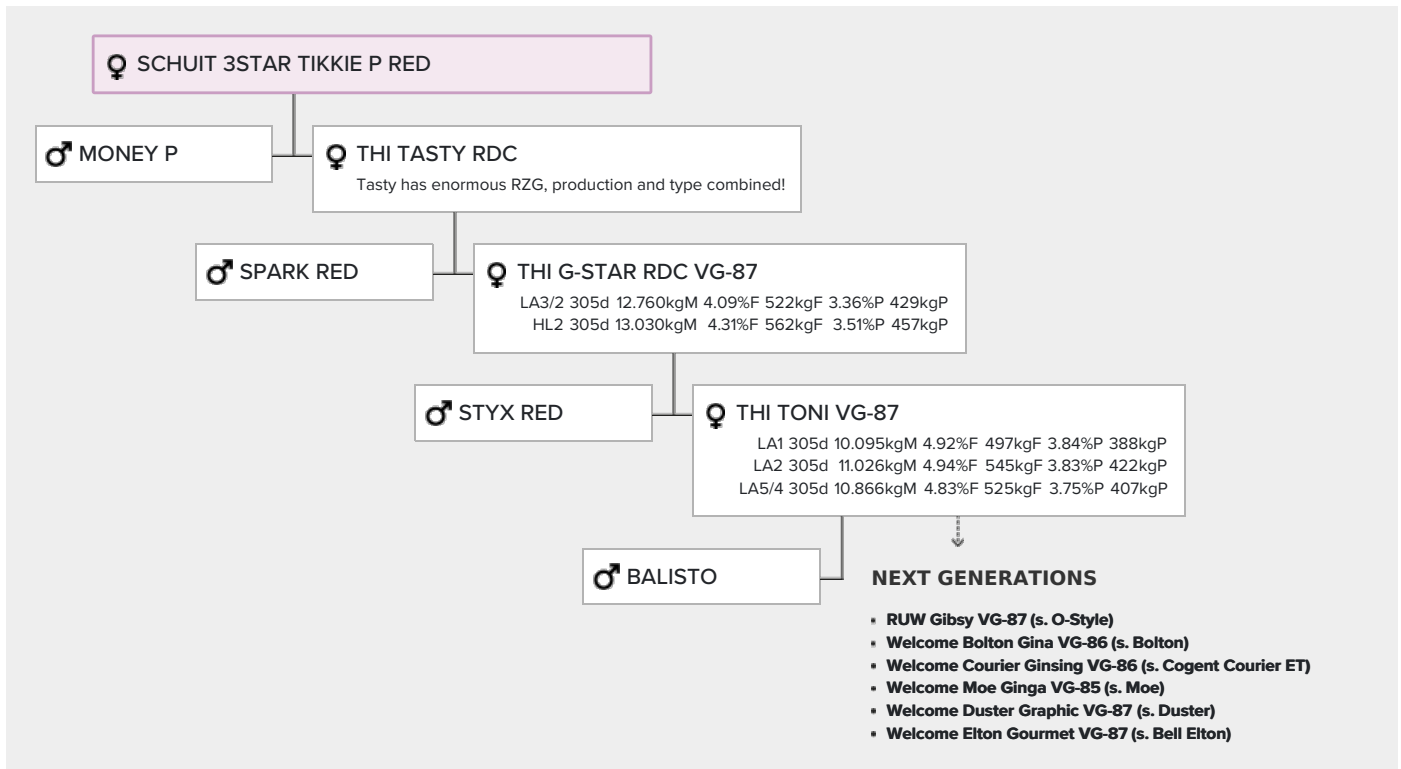 SCHUIT 3STAR TIKKIE P RED
MONEY P
THI TASTY RDC
Tasty has enormous RZG, production and type combined!
SPARK RED
THI G-STAR RDC VG-87
LA3/2 305d 12.760kgM 4.09%F 522kgF 3.36%P 429kgP
HL2 305d 13.030kgM 4.31%F 562kgF 3.51%P 457kgP
STYX RED
THI TONI VG-87
LA1 305d 10.095kgM 4.92%F 497kgF 3.84%P 388kgP
LA2 305d 11.026kgM 4.94%F 545kgF 3.83%P 422kgP
LA5/4 305d 10.866kgM 4.83%F 525kgF 3.75%P 407kgP
BALISTO
NEXT GENERATIONS
RUW Gibsy VG-87 (s. O-Style)
Welcome Bolton Gina VG-86 (s. Bolton)
Welcome Courier Ginsing VG-86 (s. Cogent Courier ET)
Welcome Moe Ginga VG-85 (s. Moe)
Welcome Duster Graphic VG-87 (s. Duster)
Welcome Elton Gourmet VG-87 (s. Bell Elton)